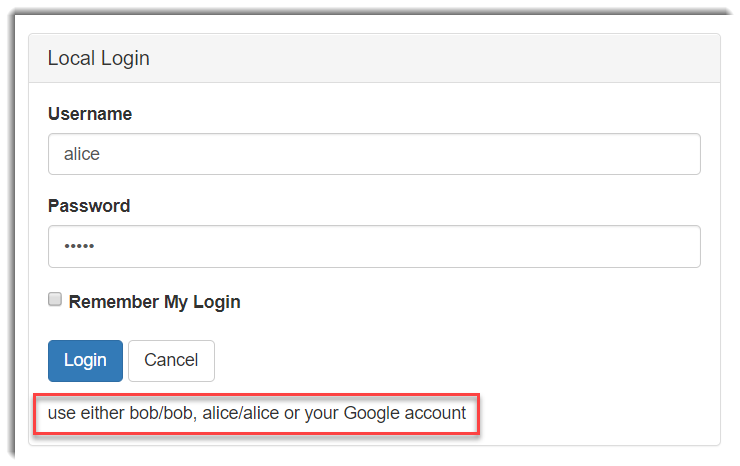 Local Login
Username
alice
Password
•••••
Remember My Login
Login Cancel
use either bob/bob, alice/alice or your Google account